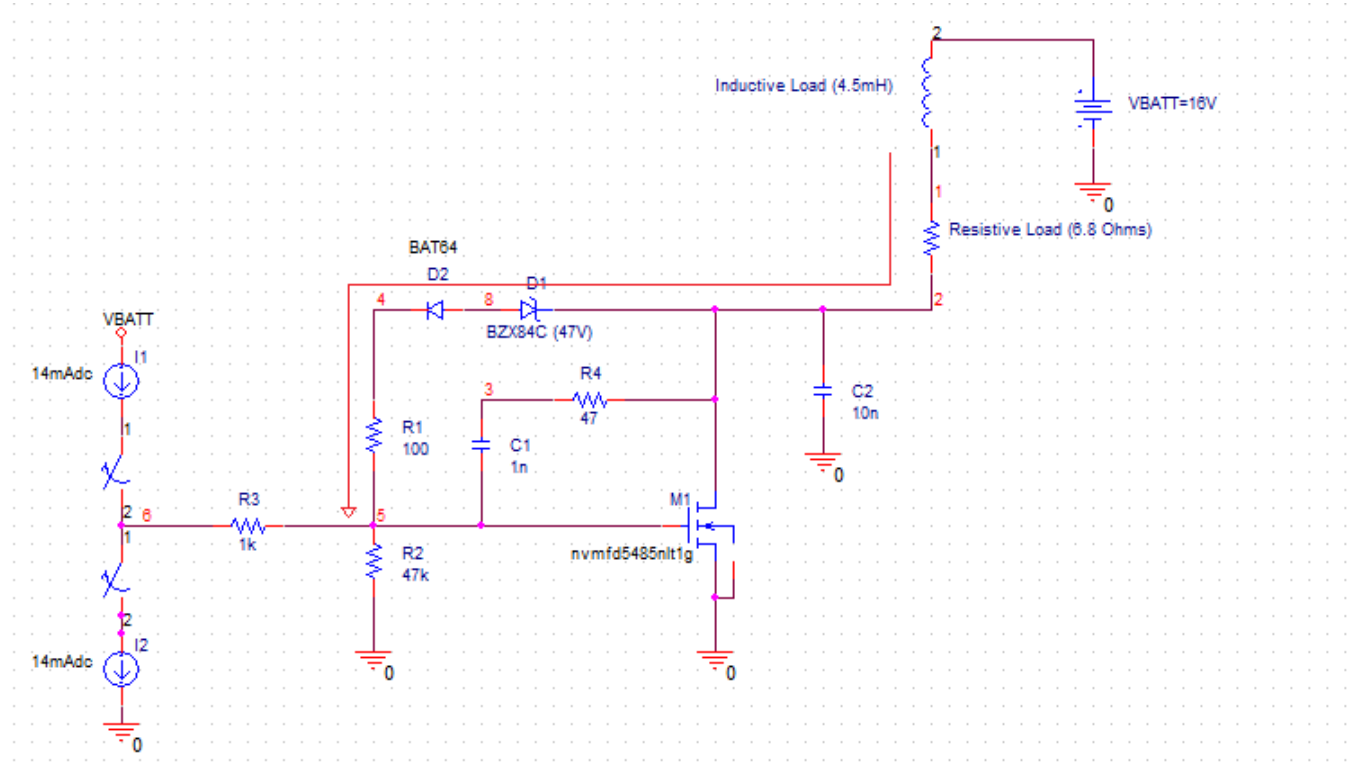 2
Inductive Load (4.5mH)
VBATT=16V
1
0
1
Resistive Load (6.8 Ohms)
BAT64
D2
D1
4
8
2
BZX84C (47V)
VBATT
I1
14mAdc
R4
3
47
C2
10n
1
R1
100
C1
1n
0
R3
M1
2
6
5
1
1k
R2
47k
nvmfd5485nlt1g
2
I2
14mAdc
0
0
0